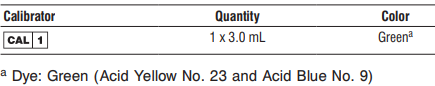 Calibrator Quantity Color
CAL 1 1 x 3.0 mL Greenᵃ
ᵃ Dye: Green (Acid Yellow No. 23 and Acid Blue No. 9)